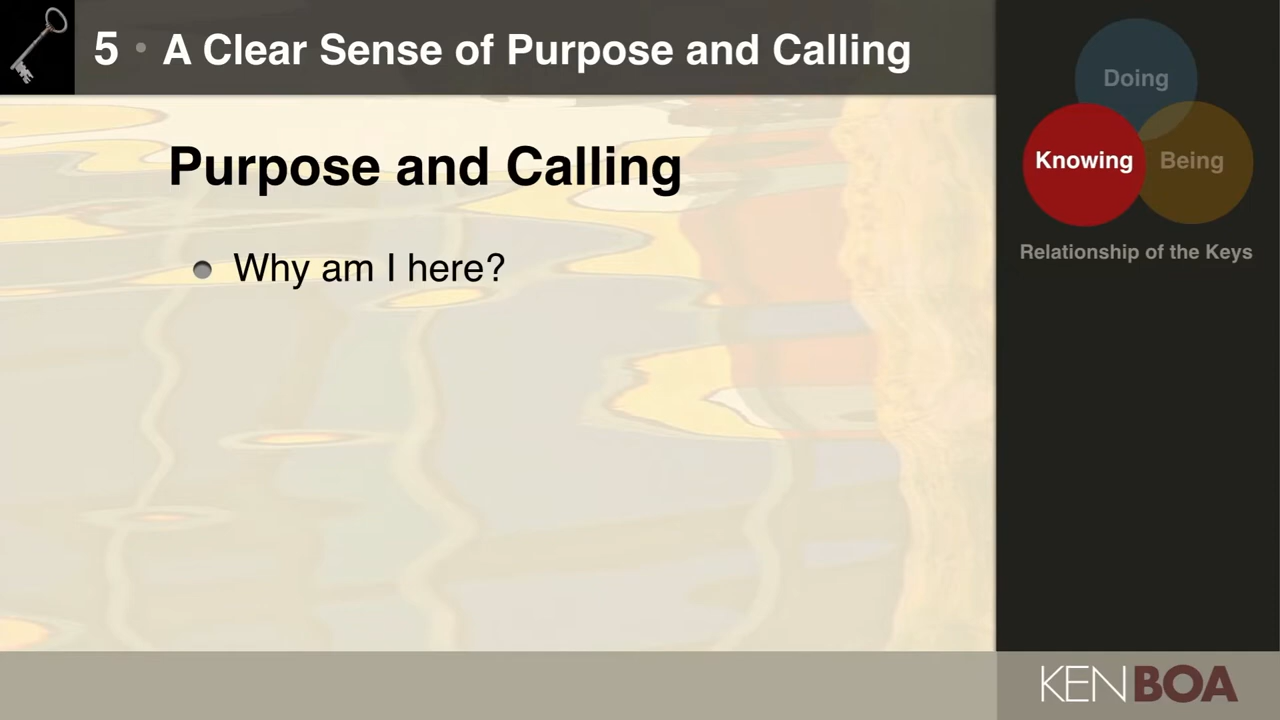 5 • A Clear Sense of Purpose and Calling
Purpose and Calling
• Why am I here?
Doing
Knowing
Being
Relationship of the Keys
KENBOA